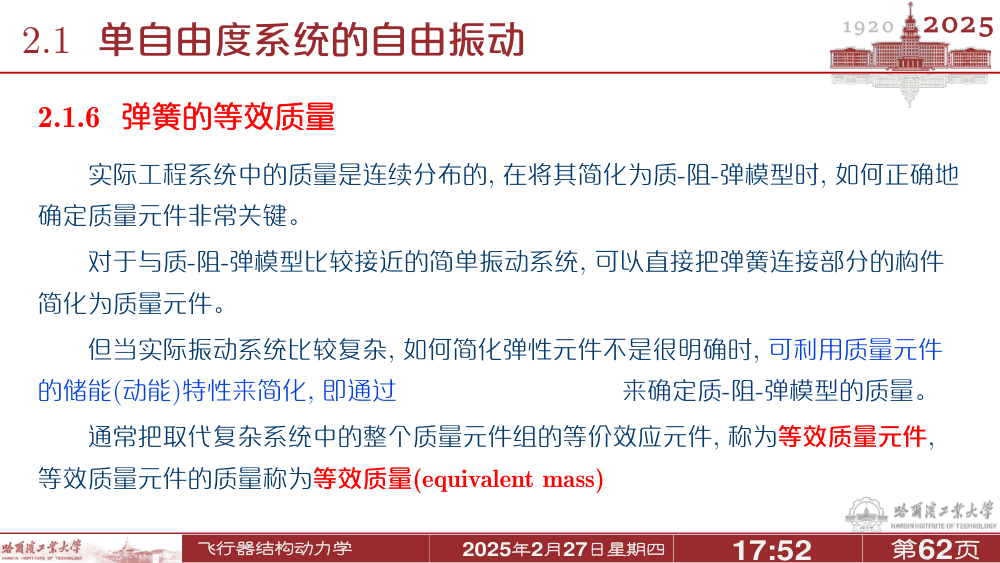 2.1 单自由度系统的自由振动
1920 2025
2.1.6 弹簧的等效质量
实际工程系统中的质量是连续分布的, 在将其简化为质-阻-弹模型时, 如何正确地
确定质量元件非常关键。
对于与质-阻-弹模型比较接近的简单振动系统, 可以直接把弹簧连接部分的构件
简化为质量元件。
但当实际振动系统比较复杂, 如何简化弹性元件不是很明确时, 可利用质量元件
的储能(动能)特性来简化, 即通过 来确定质-阻-弹模型的质量。
通常把取代复杂系统中的整个质量元件组的等价效应元件, 称为等效质量元件,
等效质量元件的质量称为等效质量(equivalent mass)
哈尔滨工业大学
HARBIN INSTITUTE OF TECHNOLOGY
哈尔滨工业大学
HARBIN INSTITUTE OF TECHNOLOGY
飞行器结构动力学
2025年2月27日星期四
17:52
第62页